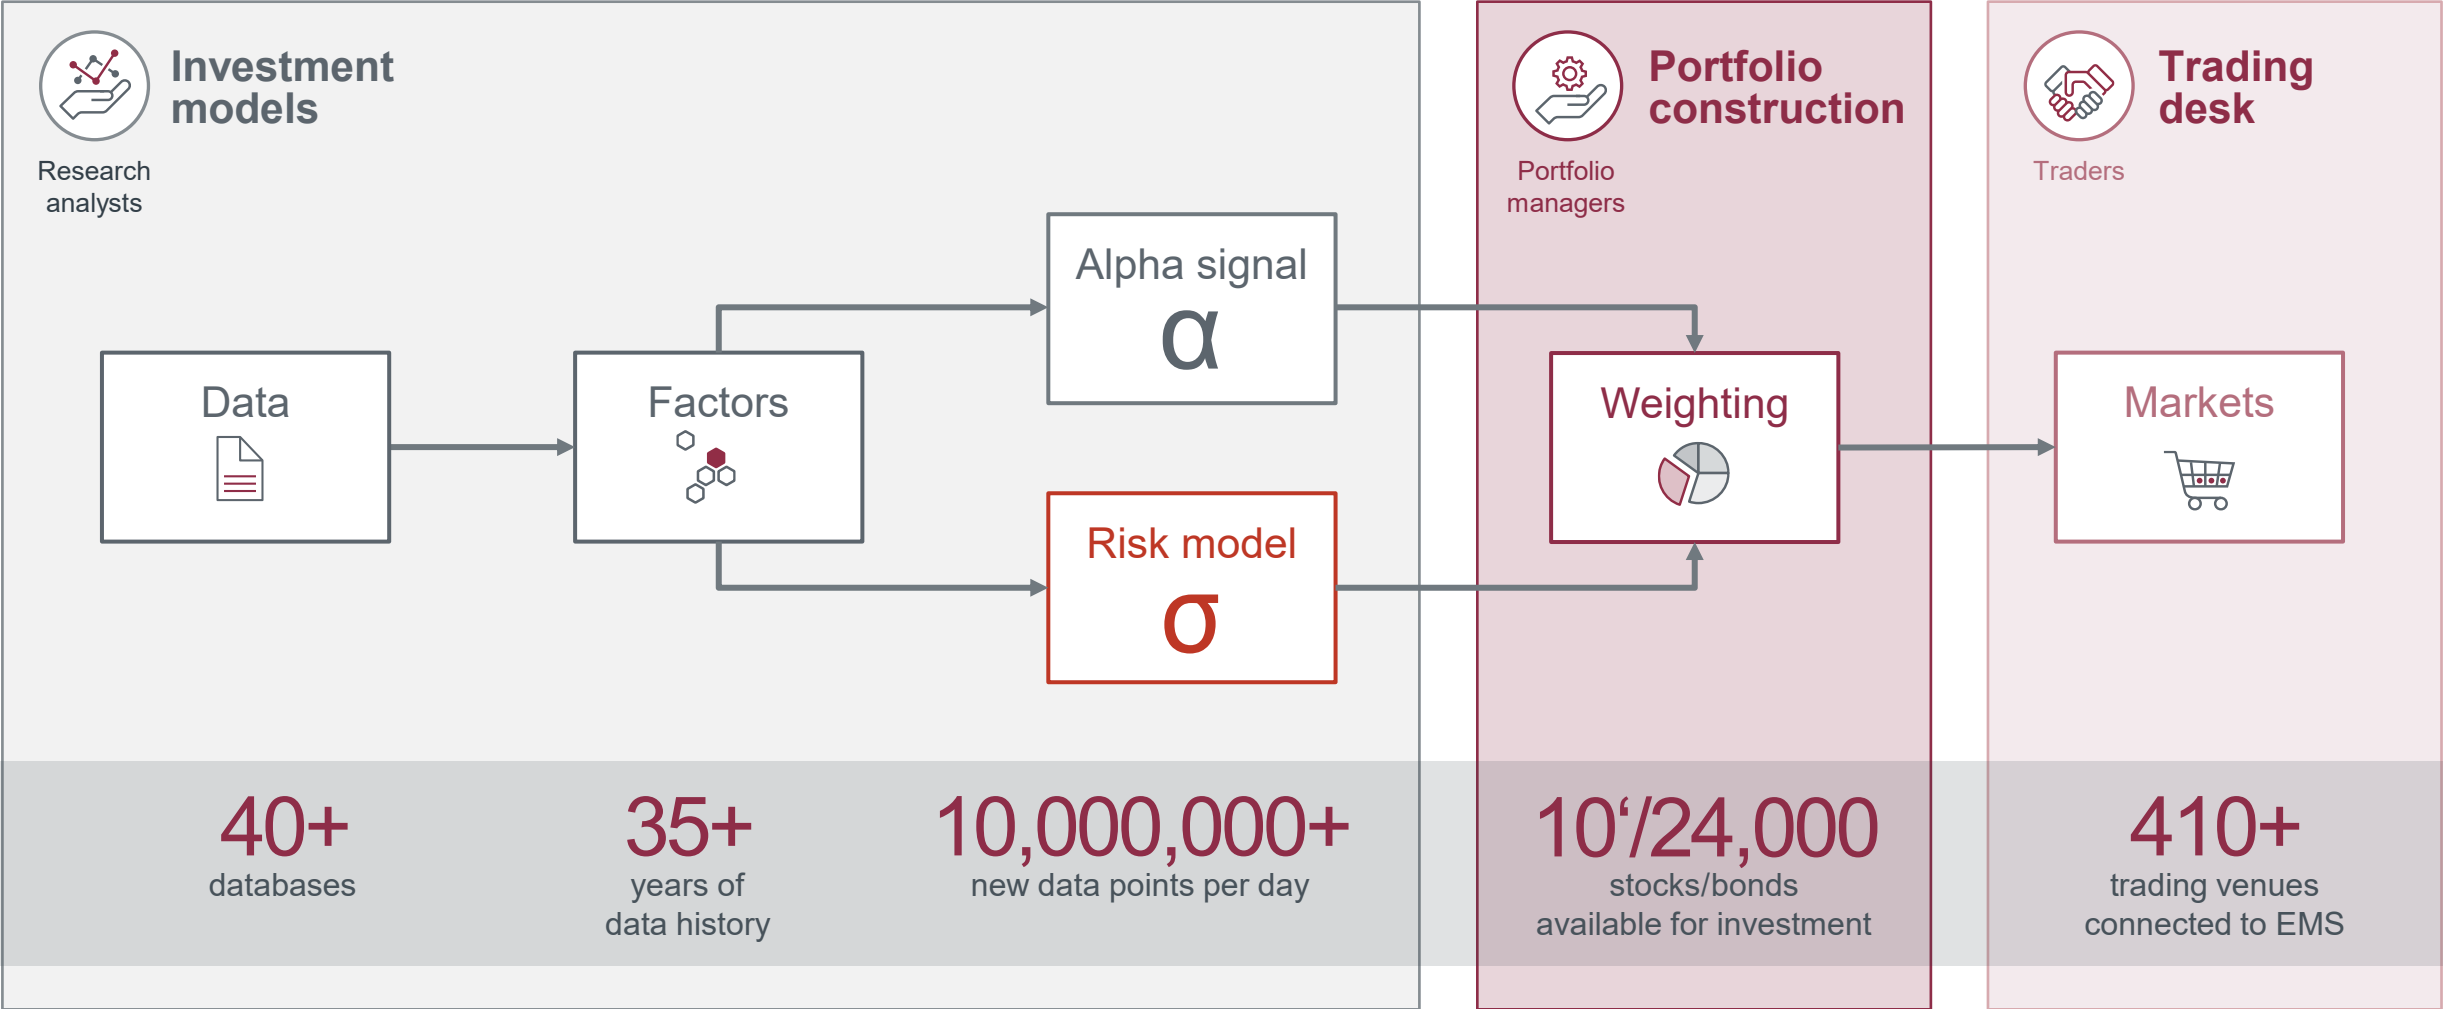 Investment
models
Research
analysts
Portfolio
construction
Portfolio
managers
Trading
desk
Traders
Data
Factors
Alpha signal
α
Risk model
σ
Weighting
Markets
40+
databases
35+
years of
data history
10,000,000+
new data points per day
10‘/24,000
stocks/bonds
available for investment
410+
trading venues
connected to EMS